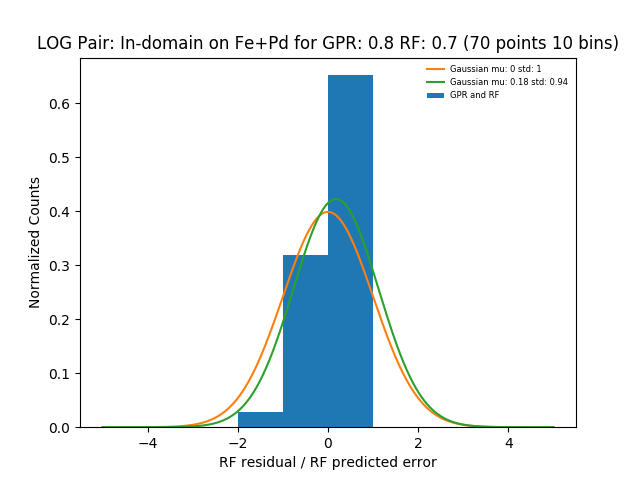 LOG Pair: In-domain on Fe+Pd for GPR: 0.8 RF: 0.7 (70 points 10 bins)
Gaussian mu: 0 std: 1
Gaussian mu: 0.18 std: 0.94
GPR and RF
Normalized Counts
0.6
0.5
0.4
0.3
0.2
0.1
0.0
−4 −2 0 2 4
RF residual / RF predicted error